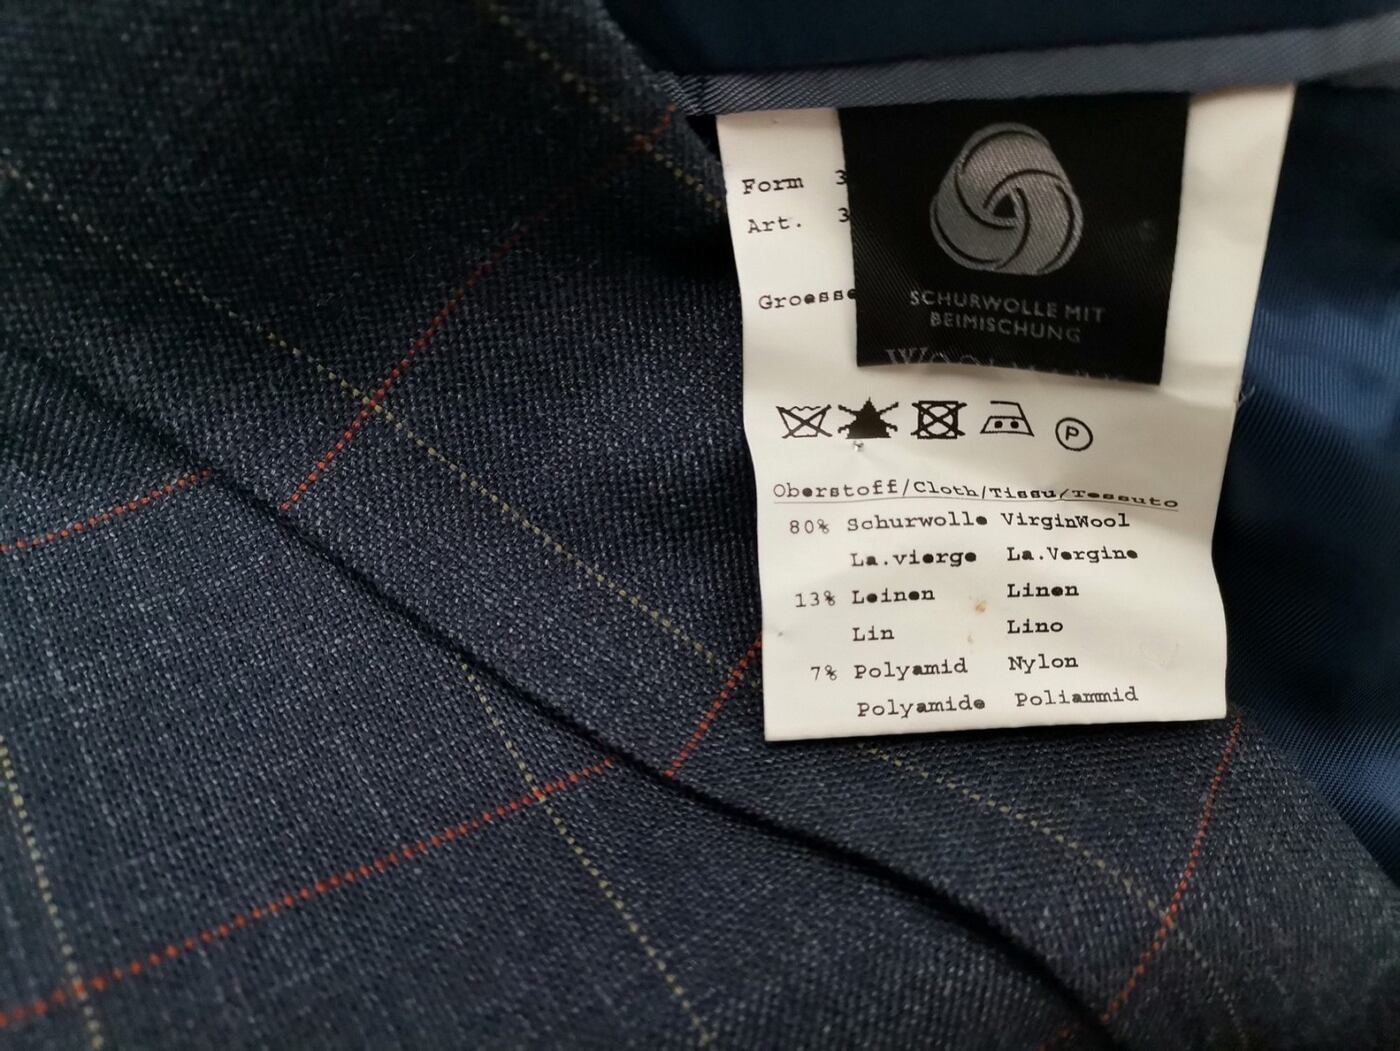 Form 3
Art. 3
Groesse
SCHURWOLLE MIT
BEIMISCHUNG
P
Oberstoff/Cloth/Tissu/Tessuto
80% Schurwolle VirginWool
La.vierge La.Vergine
13% Leinen Linen
Lin Lino
7% Polyamid Nylon
Polyamide Poliammid